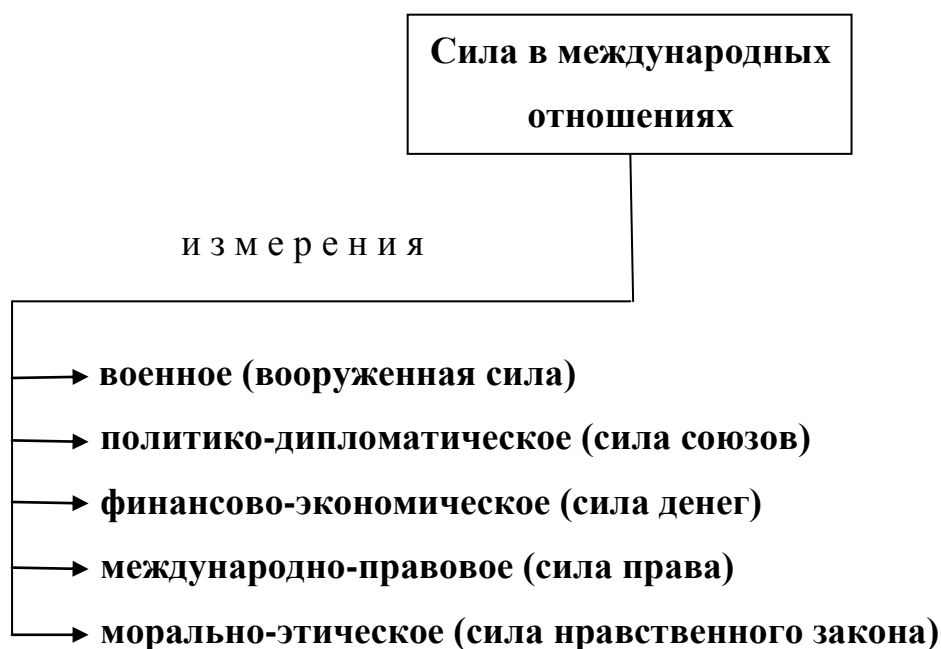 Сила в международных
отношениях
и з м е р е н и я
военное (вооруженная сила)
политико-дипломатическое (сила союзов)
финансово-экономическое (сила денег)
международно-правовое (сила права)
морально-этическое (сила нравственного закона)